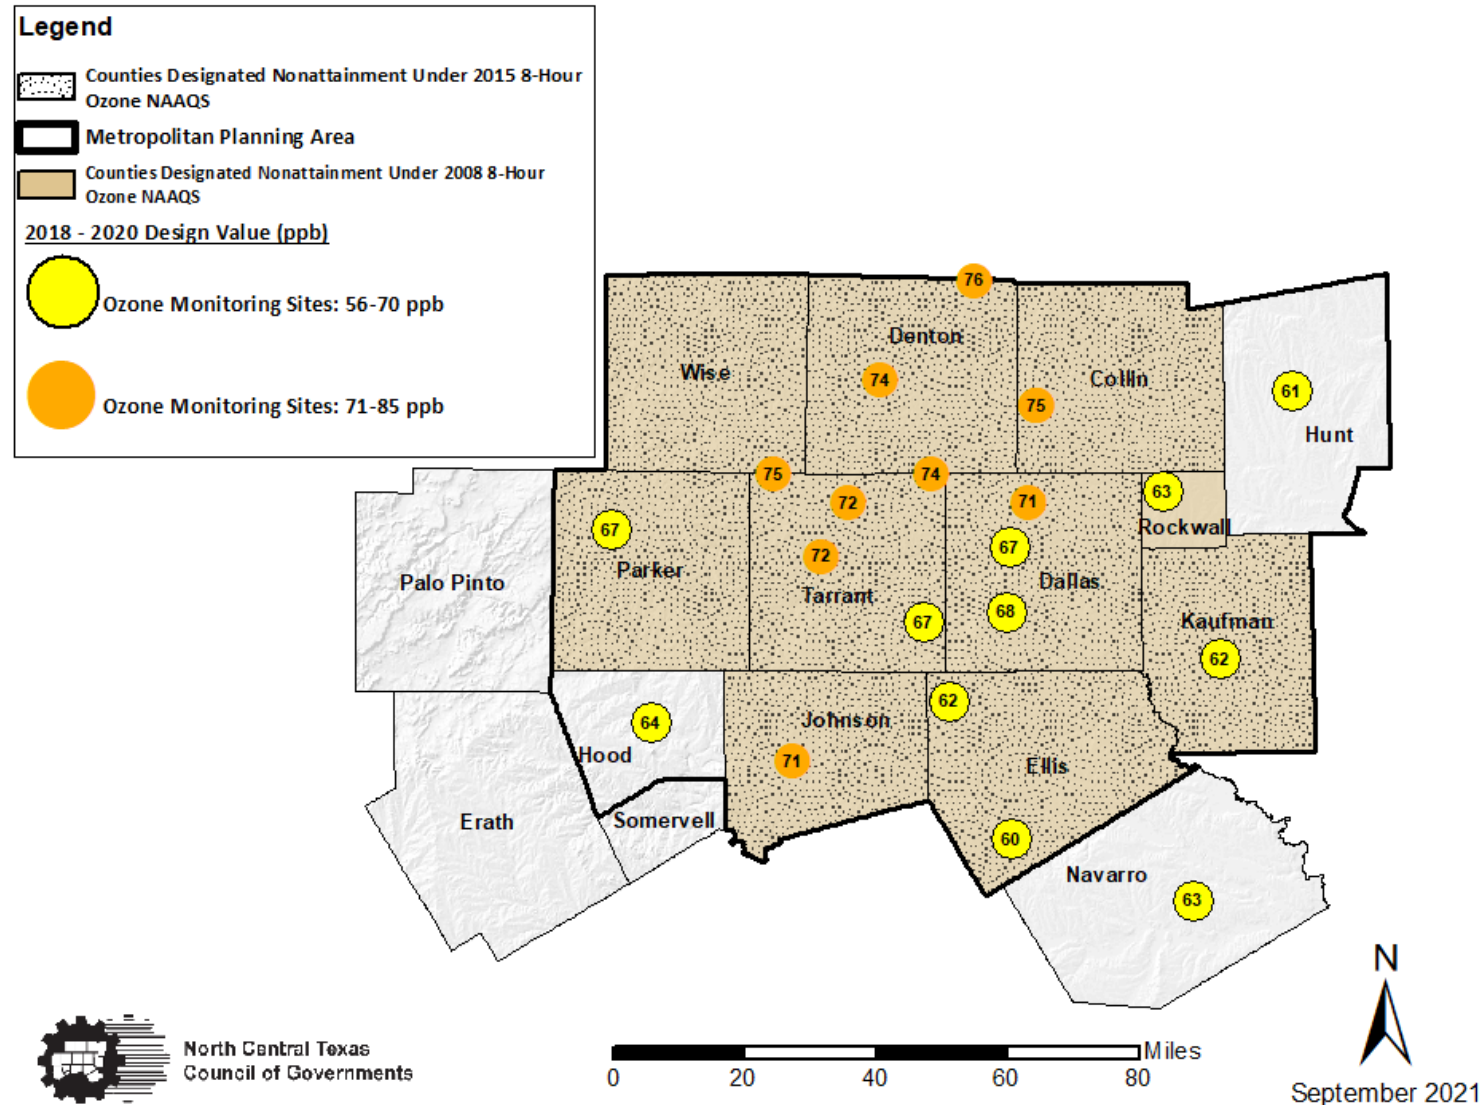 Legend
Counties Designated Nonattainment Under 2015 8-Hour
Ozone NAAQS
Metropolitan Planning Area
Counties Designated Nonattainment Under 2008 8-Hour
Ozone NAAQS
2018 - 2020 Design Value (ppb)
Ozone Monitoring Sites: 56-70 ppb
Ozone Monitoring Sites: 71-85 ppb
76
Denton
Wise
74
Collin
75
61
Hunt
75
74
72
71
63
Rockwall
67
67
72
Parker
Palo Pinto
Tarrant
Dallas
68
67
Kaufman
62
62
64
Johnson
Hood
71
Ellis
Erath
Somervell
60
Navarro
63
N
North Central Texas
Council of Governments
Miles
0 20 40 60 80
September 2021